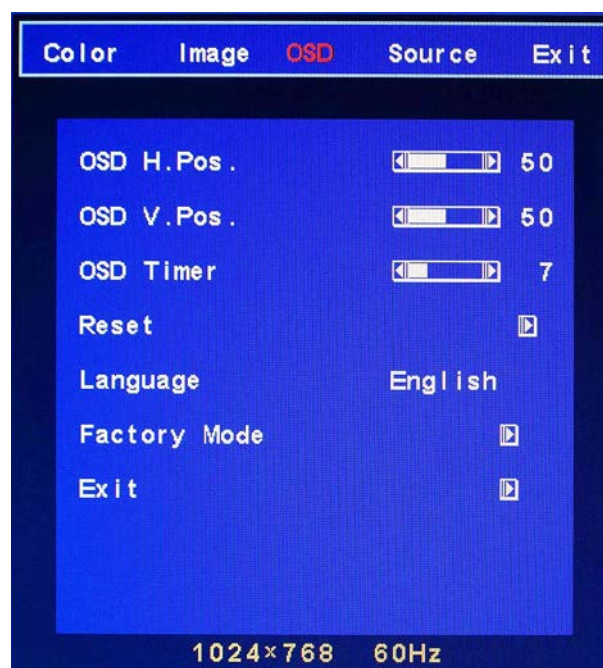 Color Image OSD Source Exit
OSD H.Pos. 50
OSD V.Pos. 50
OSD Timer 7
Reset
Language English
Factory Mode
Exit
1024×768 60Hz